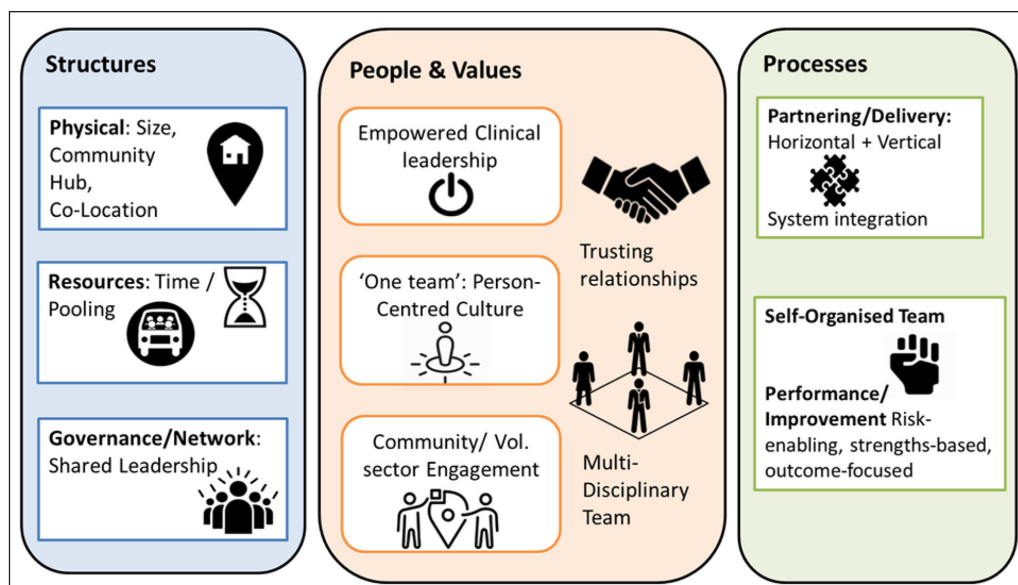 Structures
Physical: Size,
Community
Hub,
Co-Location
Resources: Time /
Pooling
Governance/Network:
Shared Leadership
People & Values
Empowered Clinical
leadership
‘One team’: Person-
Centred Culture
Community/ Vol.
sector Engagement
Trusting
relationships
Multi-
Disciplinary
Team
Processes
Partnering/Delivery:
Horizontal + Vertical
System integration
Self-Organised Team
Performance/
Improvement Risk-
enabling, strengths-based,
outcome-focused